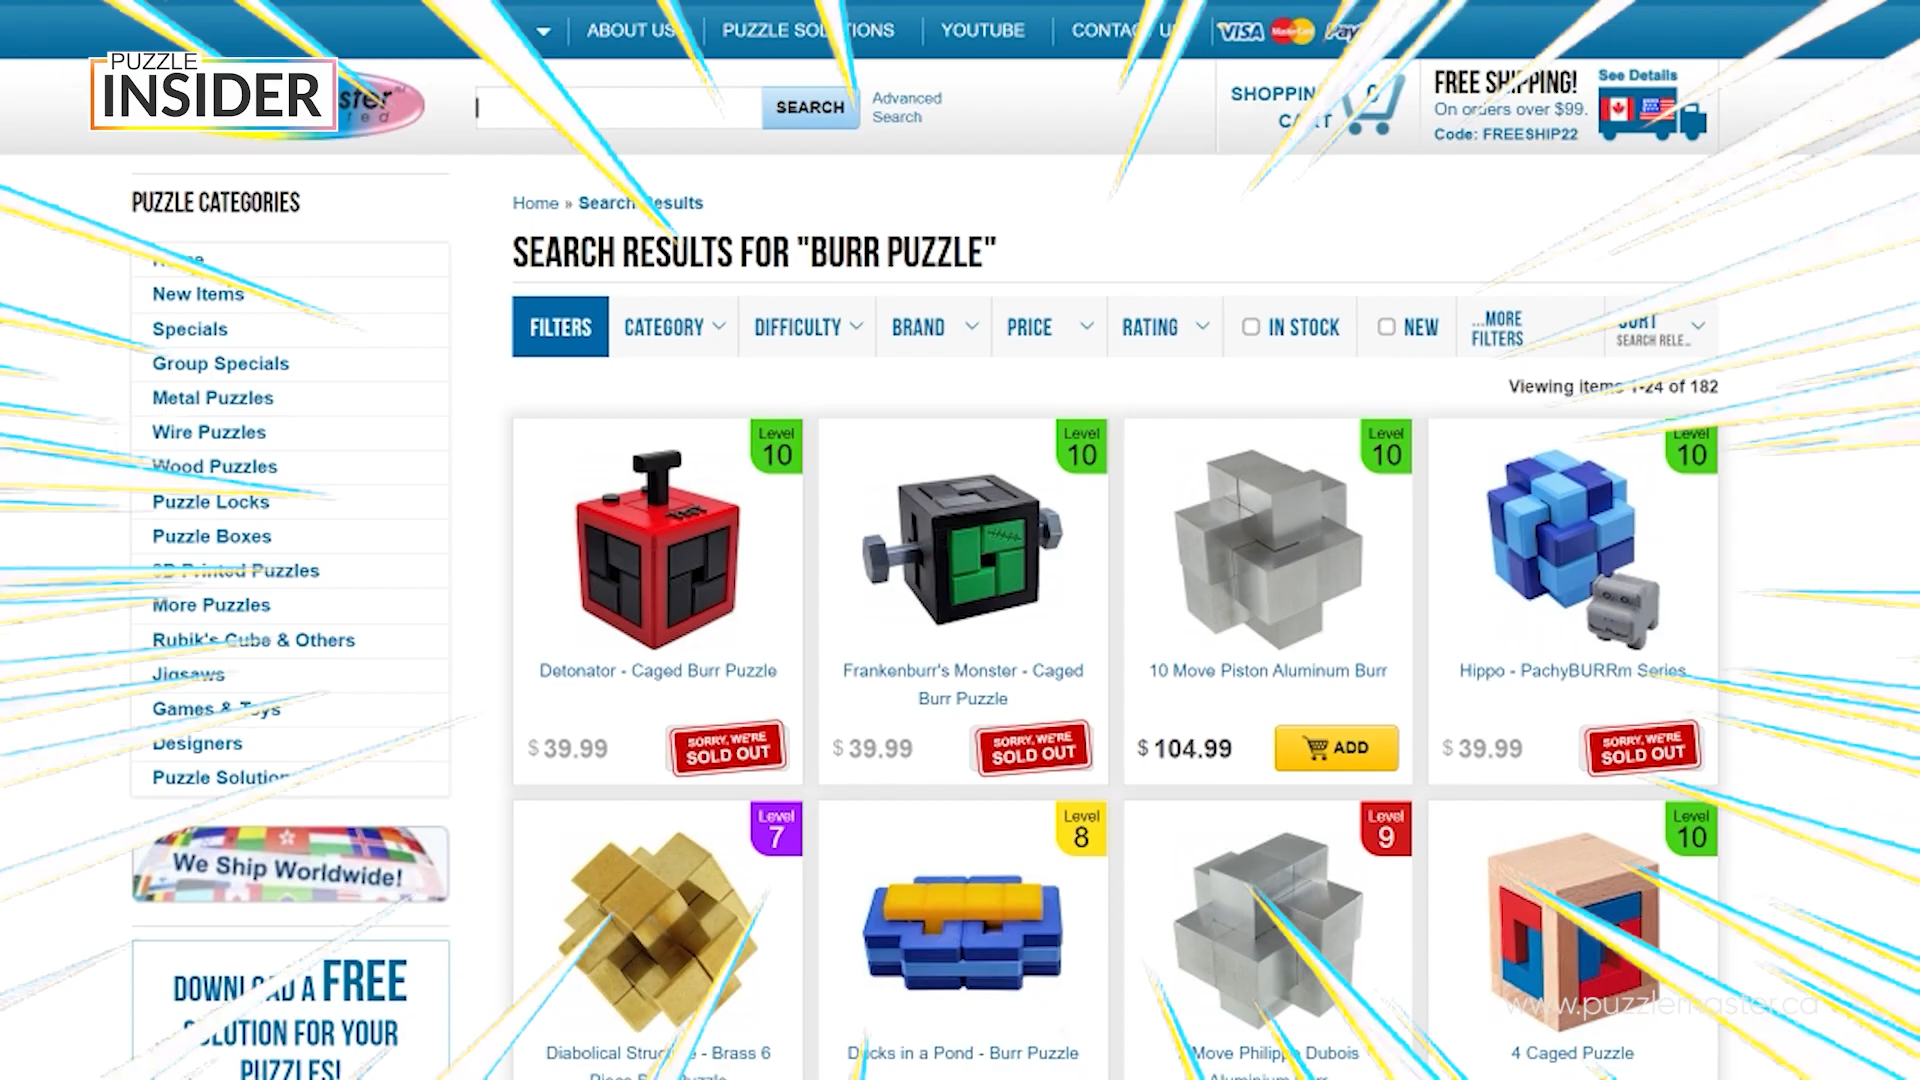 ABOUT US
PUZZLE SOLUTIONS
YOUTUBE
CONTACT US
VISA MasterCard PayPal
PUZZLE
INSIDER
SEARCH
Advanced
Search
SHOPPING
CART
0
FREE SHIPPING!
On orders over $99.
Code: FREESHIP22
See Details
PUZZLE CATEGORIES
Home
New Items
Specials
Group Specials
Metal Puzzles
Wire Puzzles
Wood Puzzles
Puzzle Locks
Puzzle Boxes
3D Printed Puzzles
More Puzzles
Rubik's Cube & Others
Jigsaws
Games & Toys
Designers
Puzzle Solutions
We Ship Worldwide!
DOWNLOAD A FREE
SOLUTION FOR YOUR
PUZZLES!
Home » Search Results
SEARCH RESULTS FOR "BURR PUZZLE"
FILTERS
CATEGORY
DIFFICULTY
BRAND
PRICE
RATING
IN STOCK
NEW
...MORE
FILTERS
SORT
SEARCH RELE...
Viewing items 1-24 of 182
Level
10
Detonator - Caged Burr Puzzle
$ 39.99
SORRY, WE'RE
SOLD OUT
Level
10
Frankenburr's Monster - Caged
Burr Puzzle
$ 39.99
SORRY, WE'RE
SOLD OUT
Level
10
10 Move Piston Aluminum Burr
$ 104.99
ADD
Level
10
Hippo - PachyBURRm Series
$ 39.99
SORRY, WE'RE
SOLD OUT
Level
7
Diabolical Structure - Brass 6
Level
8
Ducks in a Pond - Burr Puzzle
Level
9
Move Philippe Dubois
Aluminium Burr
Level
10
4 Caged Puzzle
www.puzzlemaster.ca